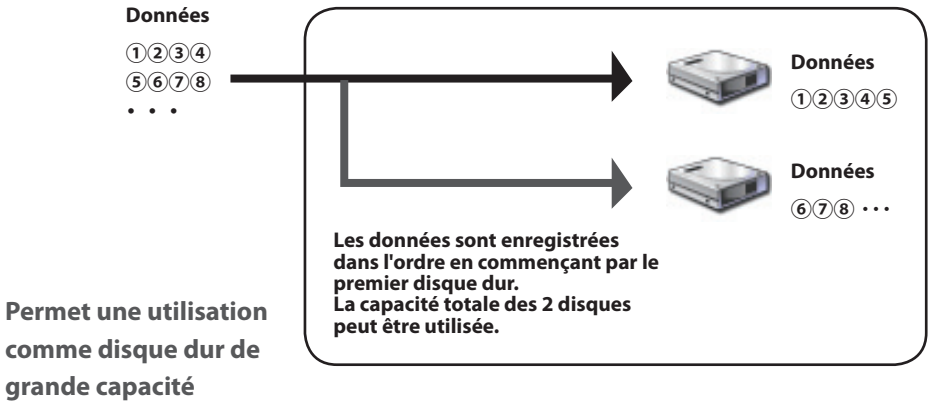 Données
①②③④
⑤⑥⑦⑧
・・・
Données
①②③④⑤
Données
⑥⑦⑧ ・・・
Les données sont enregistrées
dans l'ordre en commençant par le
premier disque dur.
La capacité totale des 2 disques
peut être utilisée.
Permet une utilisation
comme disque dur de
grande capacité